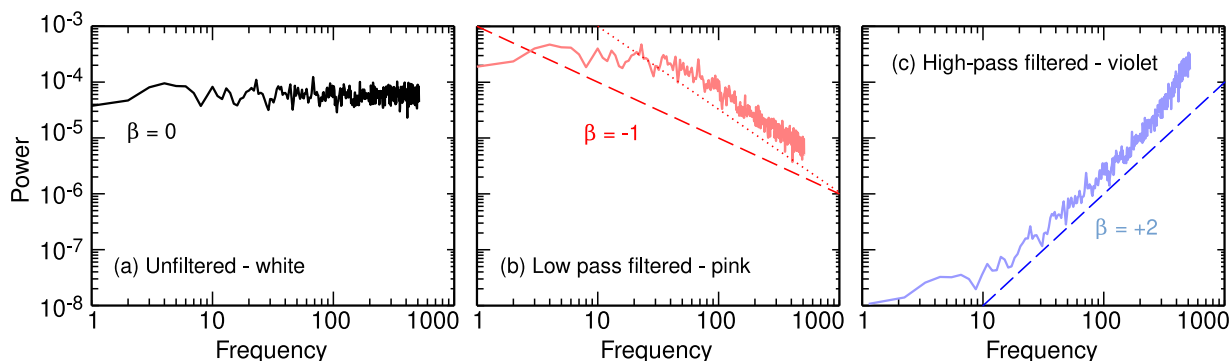 10⁻³
10⁻⁴
10⁻⁵
10⁻⁶
10⁻⁷
10⁻⁸
Power
β = 0
(a) Unfiltered - white
1 10 100 1000
Frequency
β = -1
(b) Low pass filtered - pink
1 10 100 1000
Frequency
(c) High-pass filtered - violet
β = +2
1 10 100 1000
Frequency